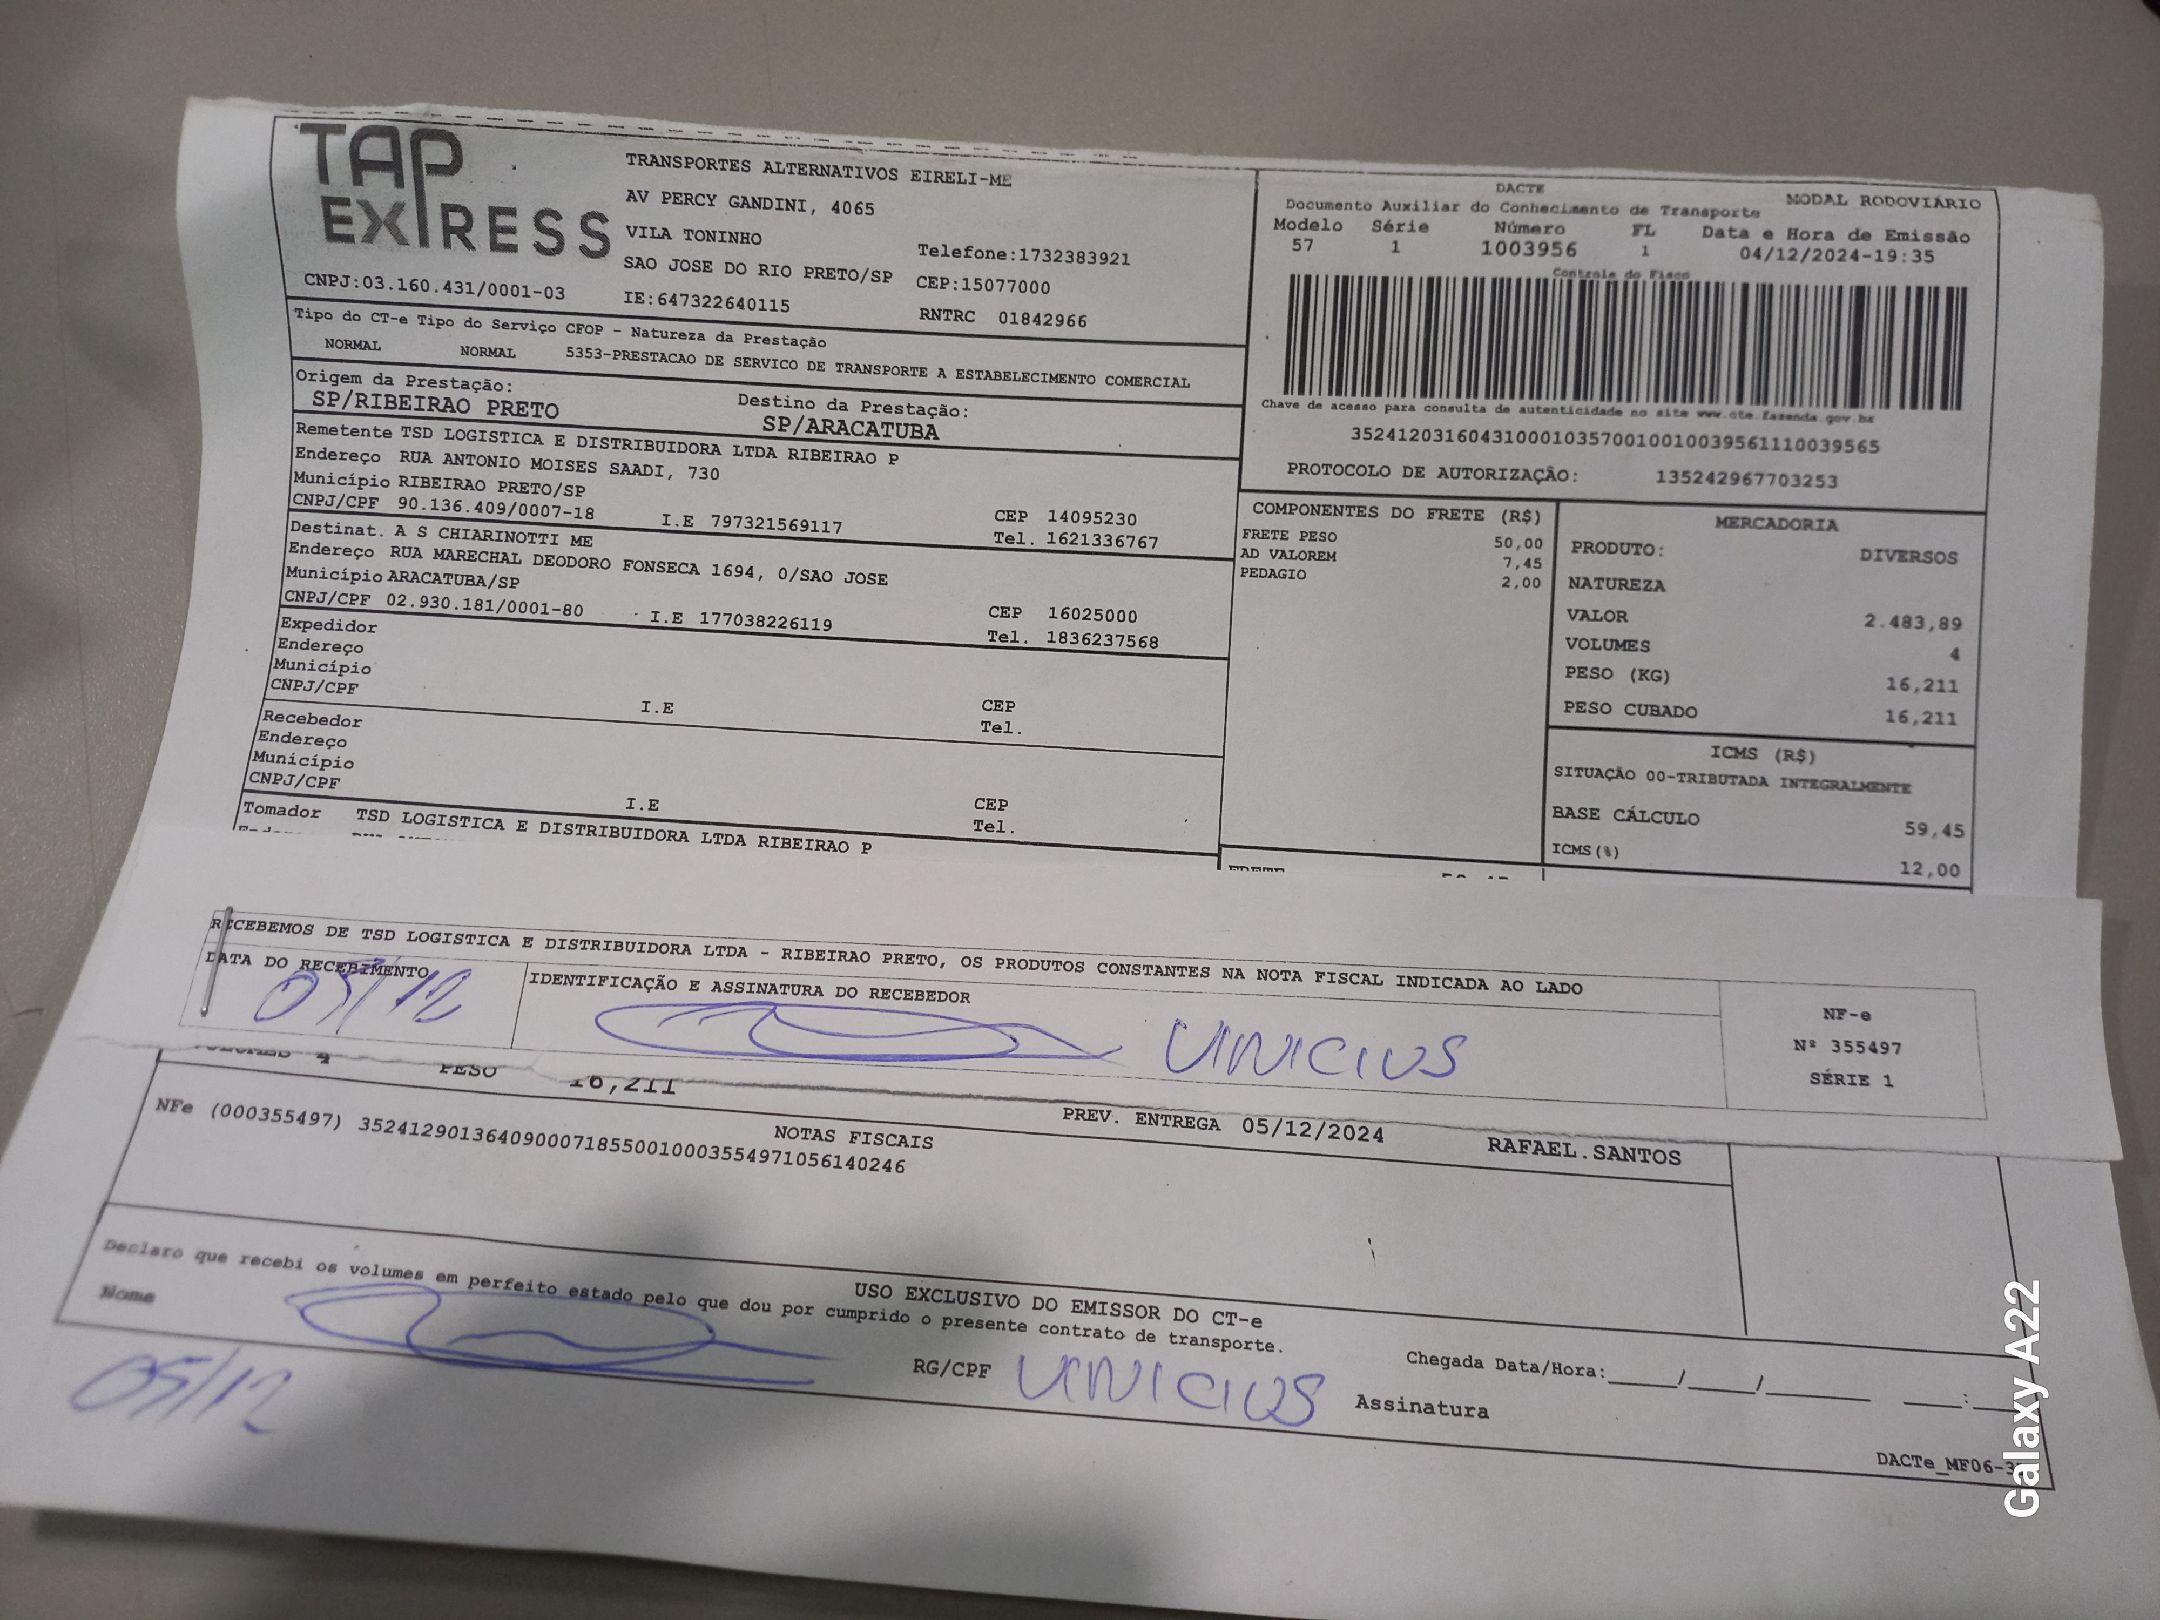 TAP EXPRESS
TRANSPORTES ALTERNATIVOS EIRELI-ME
AV PERCY GANDINI, 4065
VILA TONINHO
Telefone:1732383921
SAO JOSE DO RIO PRETO/SP CEP:15077000
CNPJ:03.160.431/0001-03 IE:647322640115 RNTRC 01842966
Tipo do CT-e Tipo do Serviço CFOP - Natureza da Prestação
NORMAL NORMAL 5353-PRESTACAO DE SERVICO DE TRANSPORTE A ESTABELECIMENTO COMERCIAL
Origem da Prestação: Destino da Prestação:
SP/RIBEIRAO PRETO SP/ARACATUBA
Remetente TSD LOGISTICA E DISTRIBUIDORA LTDA RIBEIRAO P
Endereço RUA ANTONIO MOISES SAADI, 730
Município RIBEIRAO PRETO/SP CEP 14095230
CNPJ/CPF 90.136.409/0007-18 I.E 797321569117 Tel. 1621336767
Destinat. A S CHIARINOTTI ME
Endereço RUA MARECHAL DEODORO FONSECA 1694, 0/SAO JOSE
Município ARACATUBA/SP CEP 16025000
CNPJ/CPF 02.930.181/0001-80 I.E 177038226119 Tel. 1836237568
Expedidor
Endereço
Município CEP
CNPJ/CPF I.E Tel.
Recebedor
Endereço
Município CEP
CNPJ/CPF I.E Tel.
Tomador TSD LOGISTICA E DISTRIBUIDORA LTDA RIBEIRAO P
DACTE MODAL RODOVIÁRIO
Documento Auxiliar do Conhecimento de Transporte
Modelo Série Número FL Data e Hora de Emissão
57 1 1003956 1 04/12/2024-19:35
Controle do Fisco
Chave de acesso para consulta de autenticidade no site www.cte.fazenda.gov.br
35241203160431000103570010010039561110039565
PROTOCOLO DE AUTORIZAÇÃO: 135242967703253
COMPONENTES DO FRETE (R$)
FRETE PESO 50,00
AD VALOREM 7,45
PEDAGIO 2,00
MERCADORIA
PRODUTO: DIVERSOS
NATUREZA
VALOR 2.483,89
VOLUMES 4
PESO (KG) 16,211
PESO CUBADO 16,211
ICMS (R$)
SITUAÇÃO 00-TRIBUTADA INTEGRALMENTE
BASE CÁLCULO 59,45
ICMS(%) 12,00
RECEBEMOS DE TSD LOGISTICA E DISTRIBUIDORA LTDA - RIBEIRAO PRETO, OS PRODUTOS CONSTANTES NA NOTA FISCAL INDICADA AO LADO
DATA DO RECEBIMENTO IDENTIFICAÇÃO E ASSINATURA DO RECEBEDOR
05/12 VINICIUS
NF-e
Nº 355497
SÉRIE 1
VOLUMES 4 PESO 16,211 PREV. ENTREGA 05/12/2024 RAFAEL.SANTOS
NOTAS FISCAIS
NFe (000355497) 35241290136409000718550010003554971056140246
USO EXCLUSIVO DO EMISSOR DO CT-e
Declaro que recebi os volumes em perfeito estado pelo que dou por cumprido o presente contrato de transporte.
Nome RG/CPF VINICIUS Assinatura Chegada Data/Hora:_____/____/_______ ____:___
05/12
DACTe_MF06-3
Galaxy A22